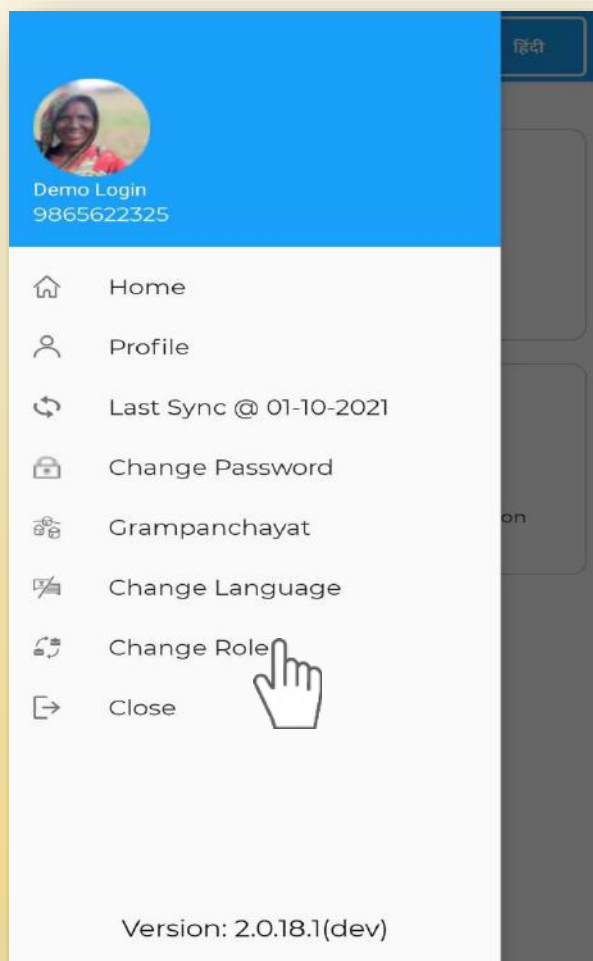 हिंदी
Demo Login
9865622325
Home
Profile
Last Sync @ 01-10-2021
Change Password
Grampanchayat
on
Change Language
Change Role
Close
Version: 2.0.18.1(dev)